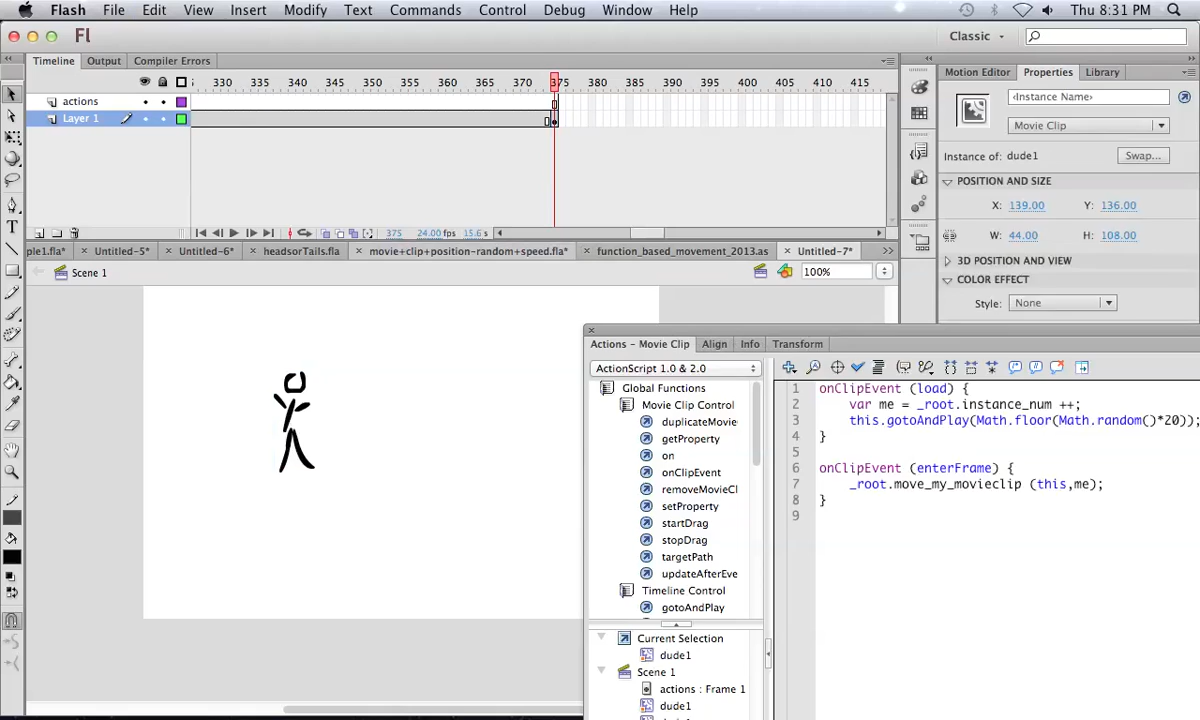 Flash File Edit View Insert Modify Text Commands Control Debug Window Help Thu 8:31 PM
Fl Classic
Timeline Output Compiler Errors
330 335 340 345 350 355 360 365 370 375 380 385 390 395 400 405 410 415
actions
Layer 1
375 24.00 fps 15.6 s
ple1.fla* Untitled-5* Untitled-6* headsorTails.fla movie+clip+position-random+speed.fla* function_based_movement_2013.as Untitled-7* >>
Scene 1 100%
Motion Editor Properties Library
<Instance Name>
Movie Clip
Instance of: dude1 Swap...
POSITION AND SIZE
X: 139.00 Y: 136.00
W: 44.00 H: 108.00
3D POSITION AND VIEW
COLOR EFFECT
Style: None
Actions - Movie Clip Align Info Transform
ActionScript 1.0 & 2.0
Global Functions
Movie Clip Control
duplicateMovie
getProperty
on
onClipEvent
removeMovieCl
setProperty
startDrag
stopDrag
targetPath
updateAfterEve
Timeline Control
gotoAndPlay
Current Selection
dude1
Scene 1
actions : Frame 1
dude1
1 onClipEvent (load) {
2 var me = _root.instance_num ++;
3 this.gotoAndPlay(Math.floor(Math.random()*20));
4 }
5
6 onClipEvent (enterFrame) {
7 _root.move_my_movieclip (this,me);
8 }
9